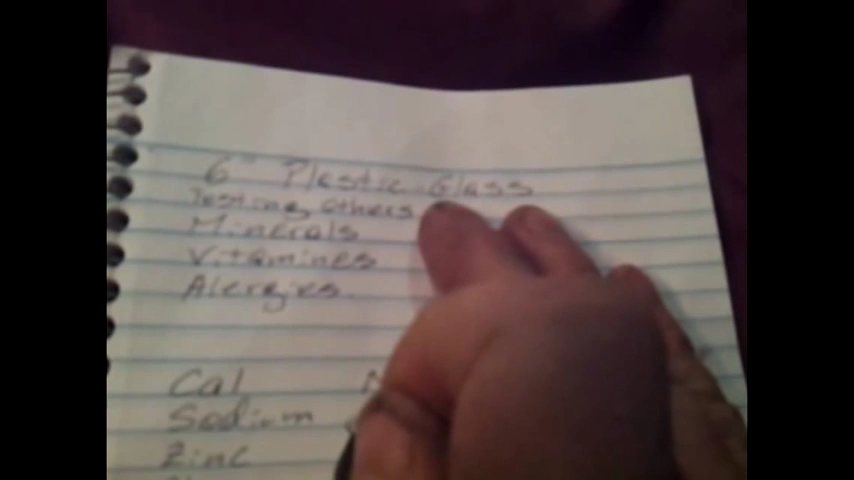 6" Plastic Glass
Testing others
Minerals
Vitamines
Alergies.
Cal
Sodium
Zinc